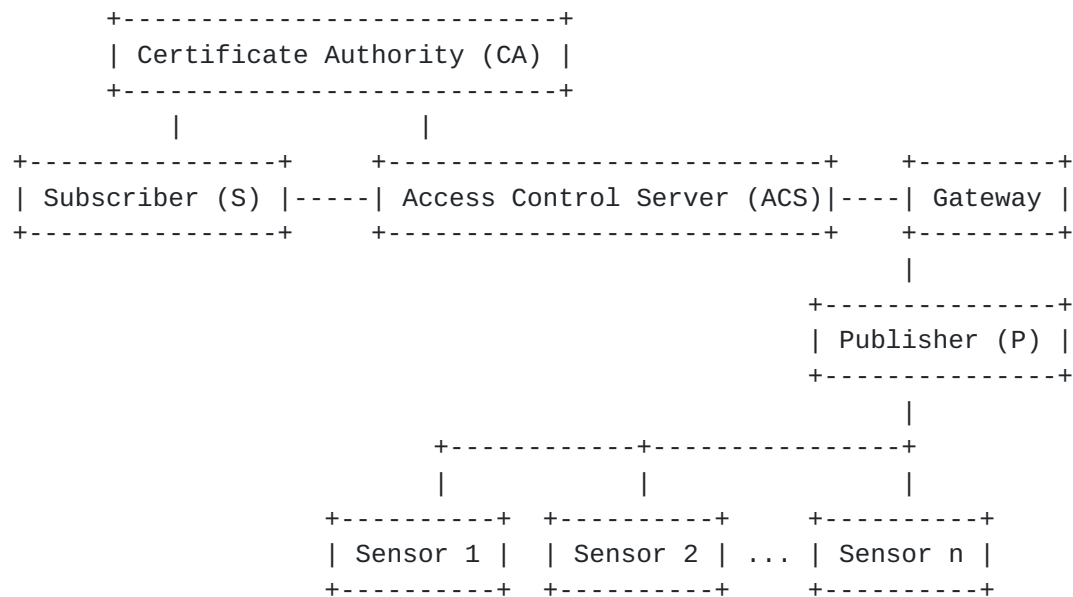 Certificate Authority (CA)
Subscriber (S) Access Control Server (ACS) Gateway
Publisher (P)
Sensor 1 Sensor 2 ... Sensor n